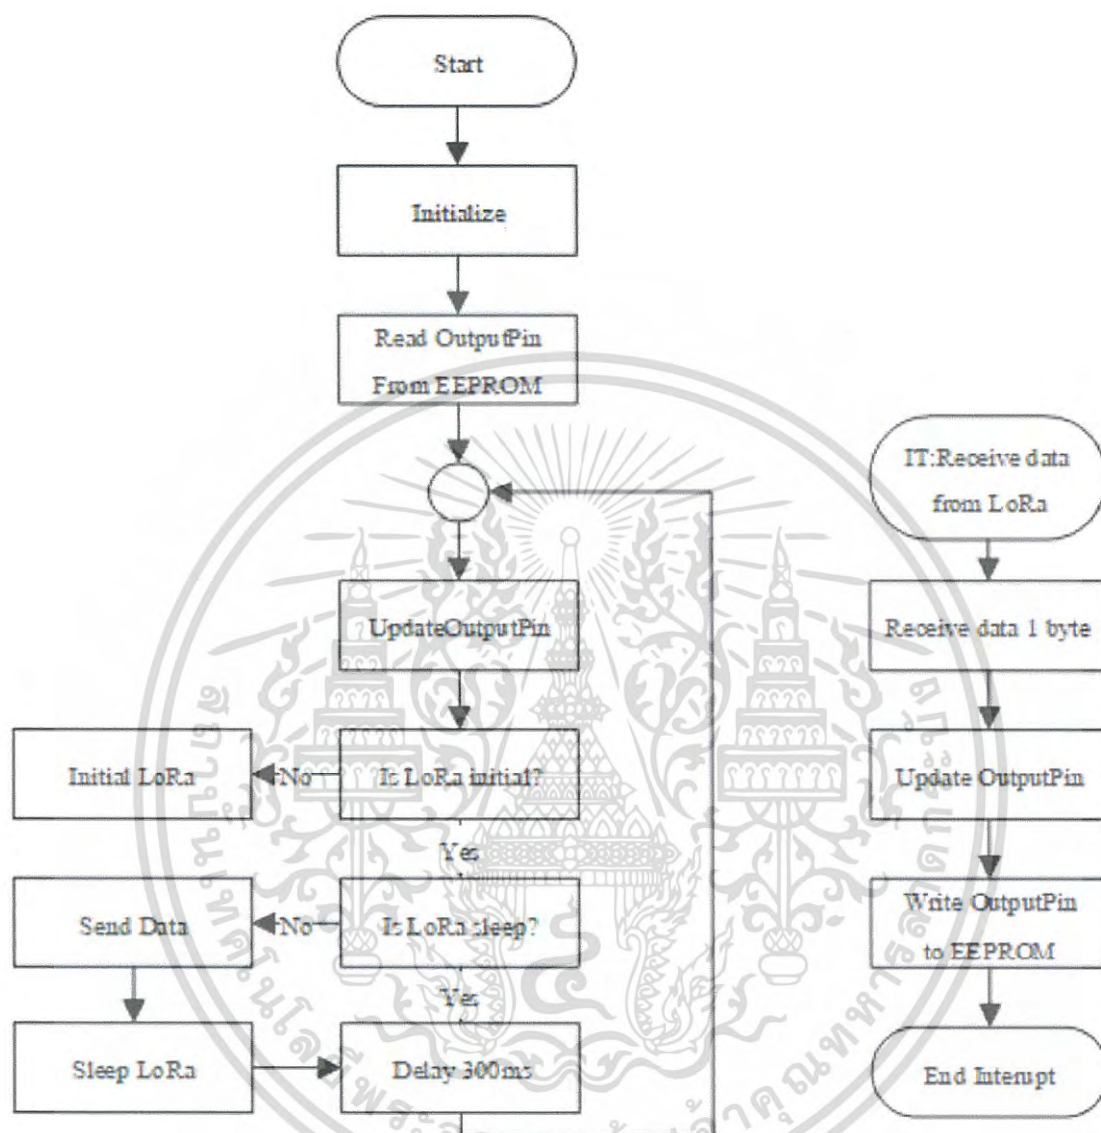 Start
Initialize
Read OutputPin
From EEPROM
UpdateOutputPin
Initial LoRa
No
Is LoRa initial?
Yes
Send Data
No
Is LoRa sleep?
Yes
Sleep LoRa
Delay 300ms
IT:Receive data
from LoRa
Receive data 1 byte
Update OutputPin
Write OutputPin
to EEPROM
End Interupt